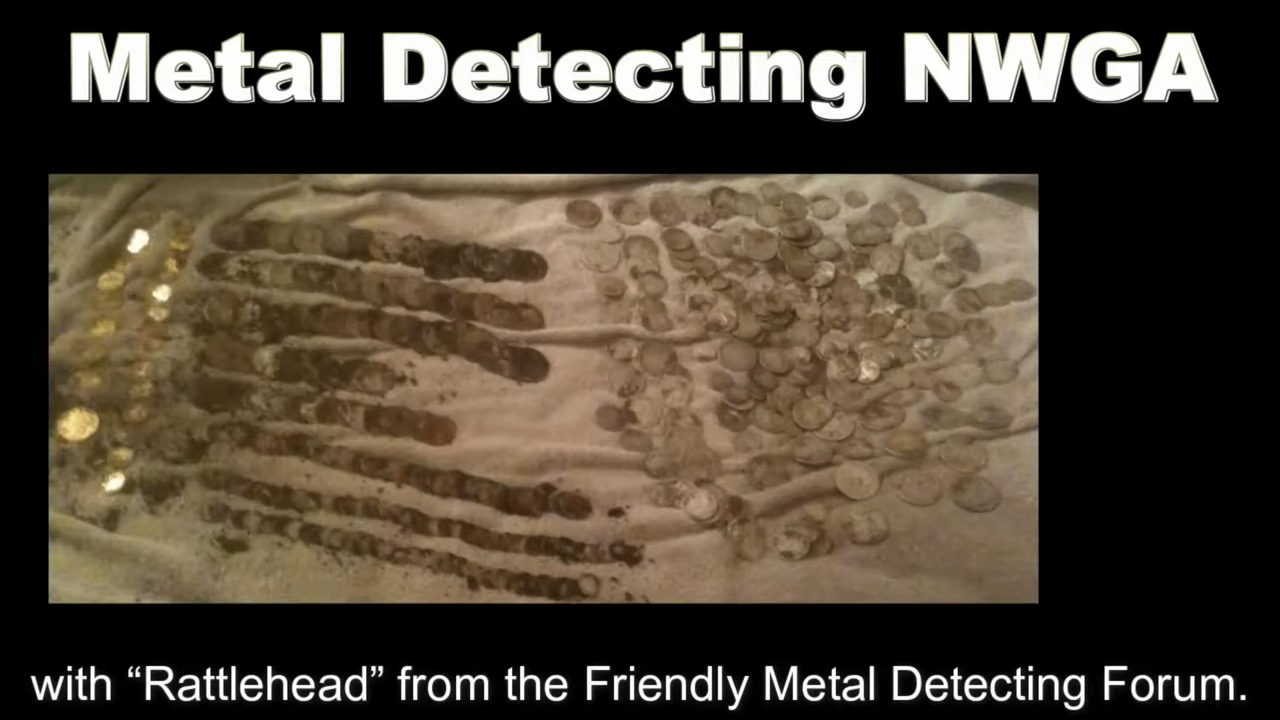 Metal Detecting NWGA
with “Rattlehead” from the Friendly Metal Detecting Forum.